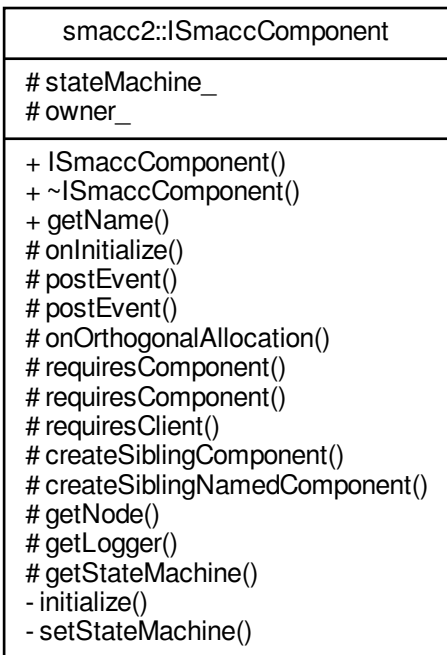 smacc2::ISmaccComponent
# stateMachine_
# owner_
+ ISmaccComponent()
+ ~ISmaccComponent()
+ getName()
# onInitialize()
# postEvent()
# postEvent()
# onOrthogonalAllocation()
# requiresComponent()
# requiresComponent()
# requiresClient()
# createSiblingComponent()
# createSiblingNamedComponent()
# getNode()
# getLogger()
# getStateMachine()
- initialize()
- setStateMachine()